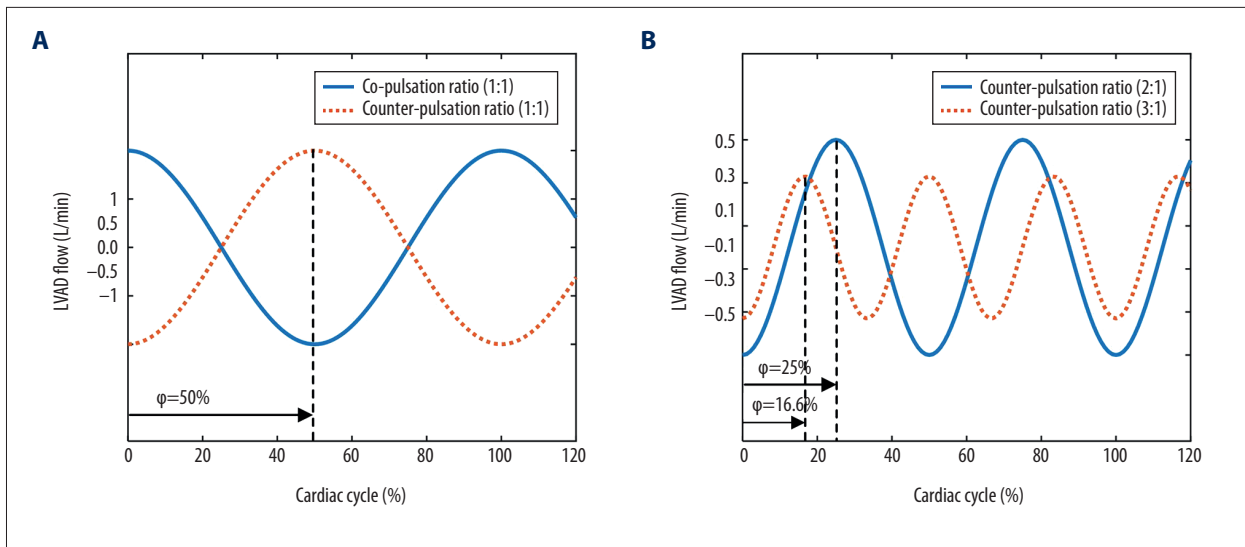 A
Co-pulsation ratio (1:1)
Counter-pulsation ratio (1:1)
LVAD flow (L/min)
1
0.5
0.0
−0.5
−1
φ=50%
0 20 40 60 80 100 120
Cardiac cycle (%)
B
Counter-pulsation ratio (2:1)
Counter-pulsation ratio (3:1)
LVAD flow (L/min)
0.5
0.3
0.1
−0.1
−0.3
−0.5
φ=25%
φ=16.6%
0 20 40 60 80 100 120
Cardiac cycle (%)